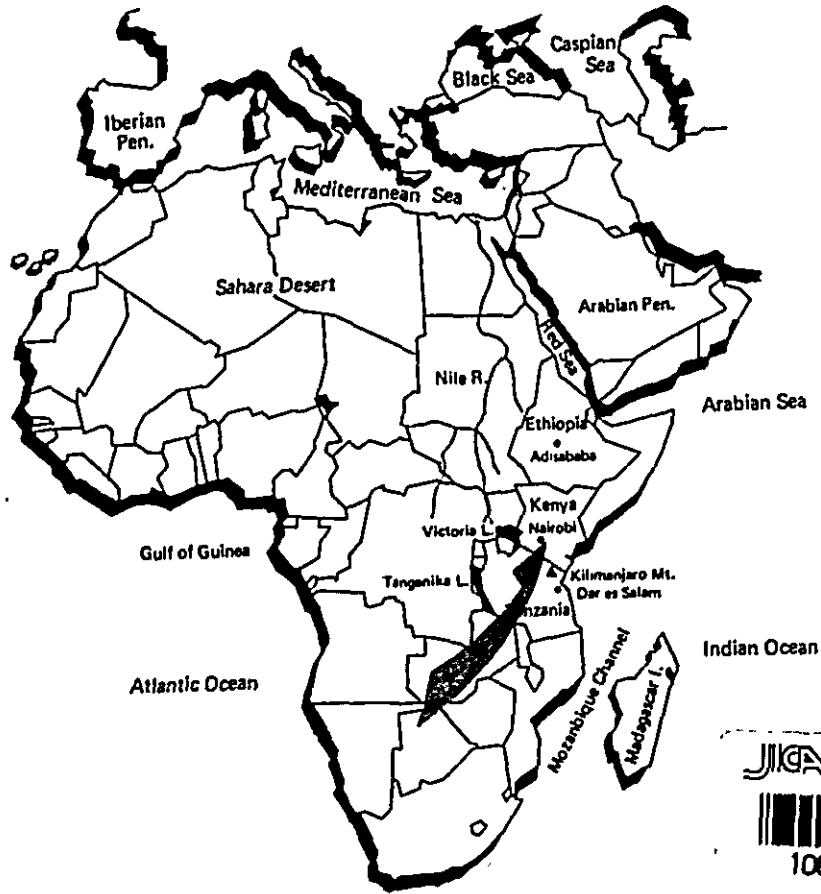 Caspian
Sea
Black Sea
Iberian
Pen.
Mediterranean Sea
Sahara Desert
Arabian Pen.
Red Sea
Nile R.
Arabian Sea
Ethiopia
Adisababa
Kenya
Victoria L.
Nairobi
Gulf of Guinea
Tanganika L.
Kilimanjaro Mt.
Dar es Salam
nzania
Indian Ocean
Atlantic Ocean
Mozanbique Channel
Madagascar I.
JICA